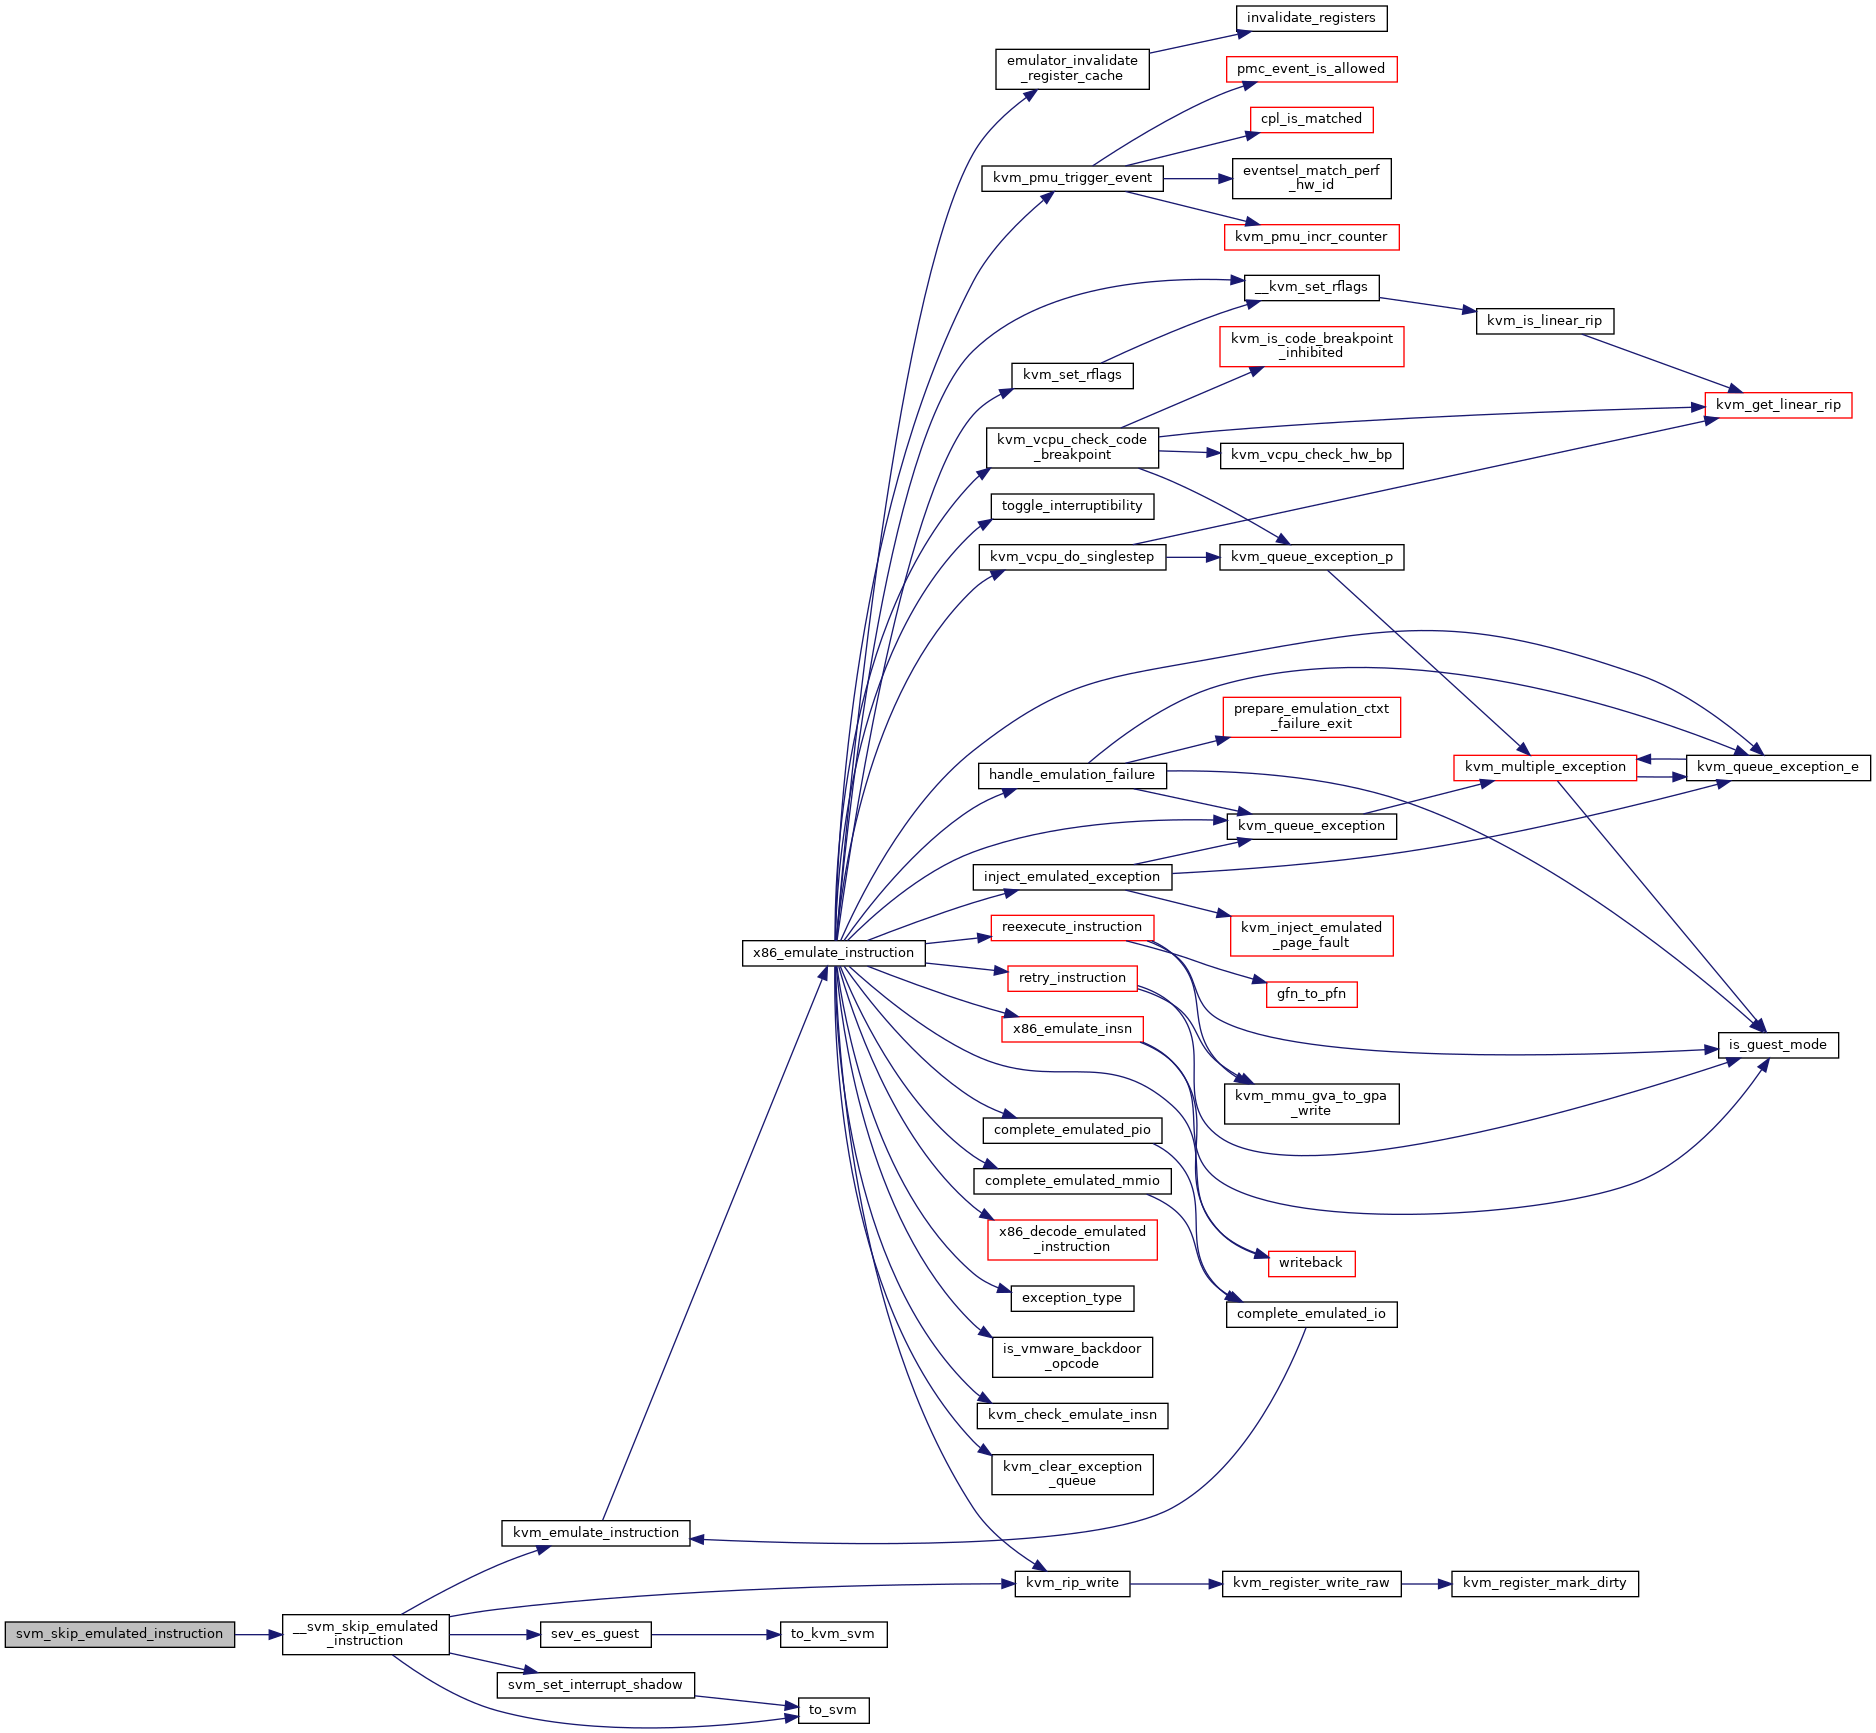 invalidate_registers
emulator_invalidate
_register_cache
pmc_event_is_allowed
cpl_is_matched
kvm_pmu_trigger_event
eventsel_match_perf
_hw_id
kvm_pmu_incr_counter
__kvm_set_rflags
kvm_is_linear_rip
kvm_is_code_breakpoint
_inhibited
kvm_set_rflags
kvm_get_linear_rip
kvm_vcpu_check_code
_breakpoint
kvm_vcpu_check_hw_bp
toggle_interruptibility
kvm_vcpu_do_singlestep
kvm_queue_exception_p
prepare_emulation_ctxt
_failure_exit
handle_emulation_failure
kvm_multiple_exception
kvm_queue_exception_e
kvm_queue_exception
inject_emulated_exception
reexecute_instruction
kvm_inject_emulated
_page_fault
x86_emulate_instruction
retry_instruction
gfn_to_pfn
x86_emulate_insn
is_guest_mode
kvm_mmu_gva_to_gpa
_write
complete_emulated_pio
complete_emulated_mmio
x86_decode_emulated
_instruction
writeback
exception_type
complete_emulated_io
is_vmware_backdoor
_opcode
kvm_check_emulate_insn
kvm_clear_exception
_queue
kvm_emulate_instruction
kvm_rip_write
kvm_register_write_raw
kvm_register_mark_dirty
svm_skip_emulated_instruction
__svm_skip_emulated
_instruction
sev_es_guest
to_kvm_svm
svm_set_interrupt_shadow
to_svm